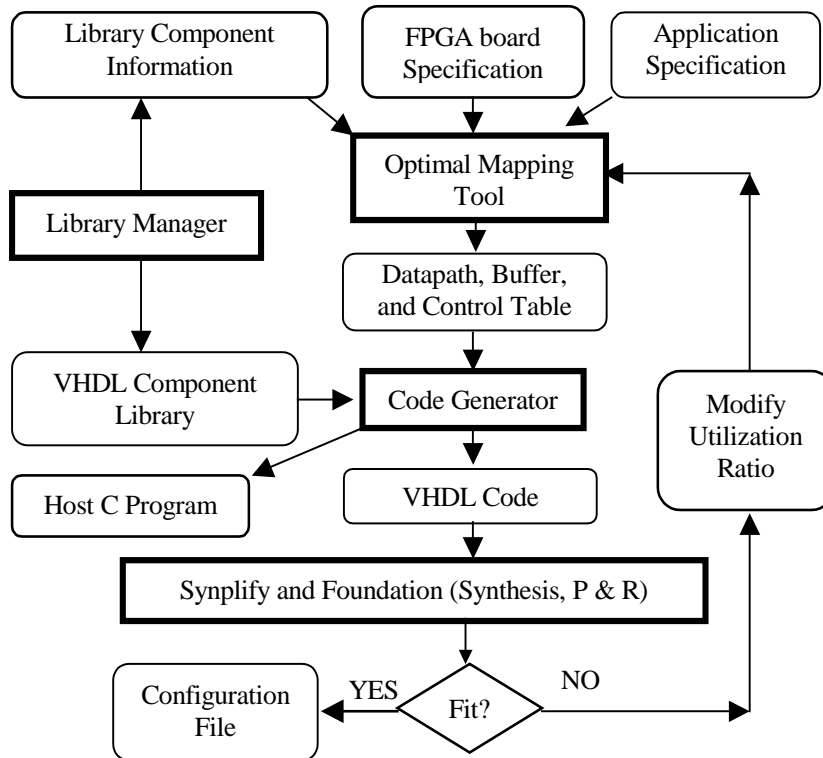 Library Component
Information
FPGA board
Specification
Application
Specification
Optimal Mapping
Tool
Library Manager
Datapath, Buffer,
and Control Table
VHDL Component
Library
Code Generator
Modify
Utilization
Ratio
Host C Program
VHDL Code
Synplify and Foundation (Synthesis, P & R)
Configuration
File
YES
Fit?
NO